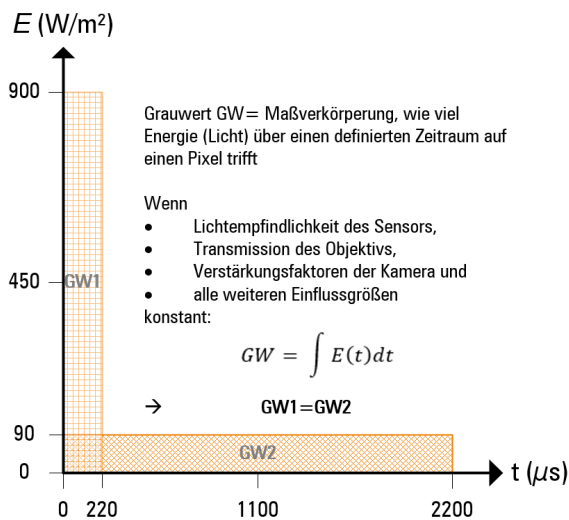 E (W/m²)
900
Grauwert GW= Maßverkörperung, wie viel
Energie (Licht) über einen definierten Zeitraum auf
einen Pixel trifft
Wenn
• Lichtempfindlichkeit des Sensors,
• Transmission des Objektivs,
• Verstärkungsfaktoren der Kamera und
• alle weiteren Einflussgrößen
konstant:
450
GW1
GW = ∫ E(t)dt
→ GW1=GW2
90
GW2
0
t (µs)
0 220 1100 2200